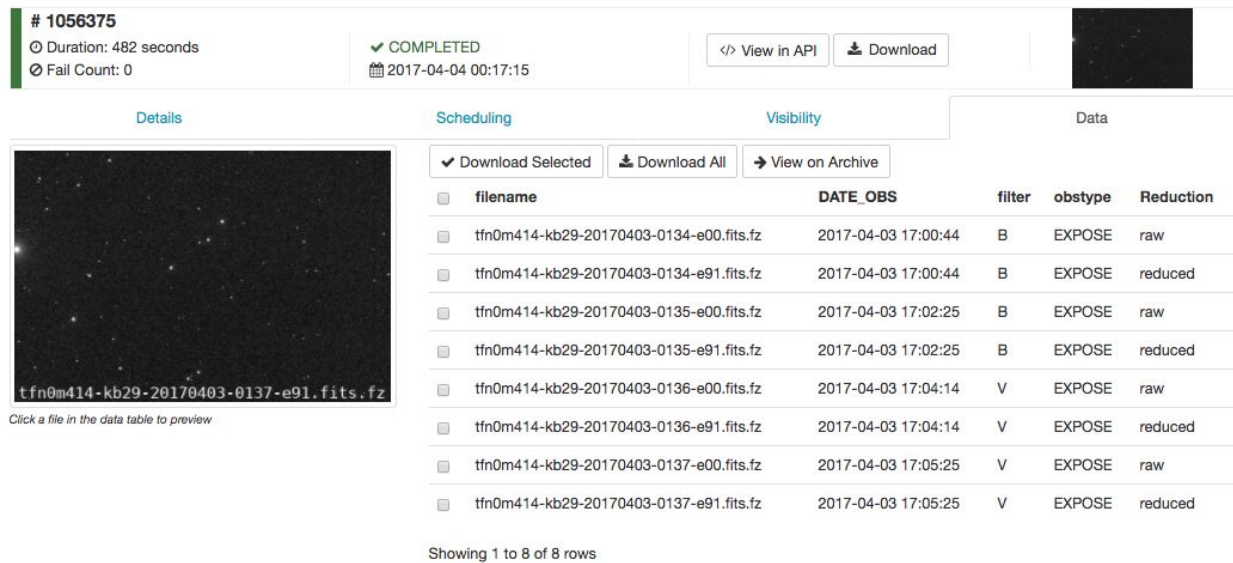 # 1056375
Duration: 482 seconds
Fail Count: 0
COMPLETED
2017-04-04 00:17:15
</> View in API
Download
Details Scheduling Visibility Data
Download Selected Download All View on Archive
filename DATE_OBS filter obstype Reduction
tfn0m414-kb29-20170403-0134-e00.fits.fz 2017-04-03 17:00:44 B EXPOSE raw
tfn0m414-kb29-20170403-0134-e91.fits.fz 2017-04-03 17:00:44 B EXPOSE reduced
tfn0m414-kb29-20170403-0135-e00.fits.fz 2017-04-03 17:02:25 B EXPOSE raw
tfn0m414-kb29-20170403-0135-e91.fits.fz 2017-04-03 17:02:25 B EXPOSE reduced
tfn0m414-kb29-20170403-0136-e00.fits.fz 2017-04-03 17:04:14 V EXPOSE raw
tfn0m414-kb29-20170403-0136-e91.fits.fz 2017-04-03 17:04:14 V EXPOSE reduced
tfn0m414-kb29-20170403-0137-e00.fits.fz 2017-04-03 17:05:25 V EXPOSE raw
tfn0m414-kb29-20170403-0137-e91.fits.fz 2017-04-03 17:05:25 V EXPOSE reduced
tfn0m414-kb29-20170403-0137-e91.fits.fz
Click a file in the data table to preview
Showing 1 to 8 of 8 rows